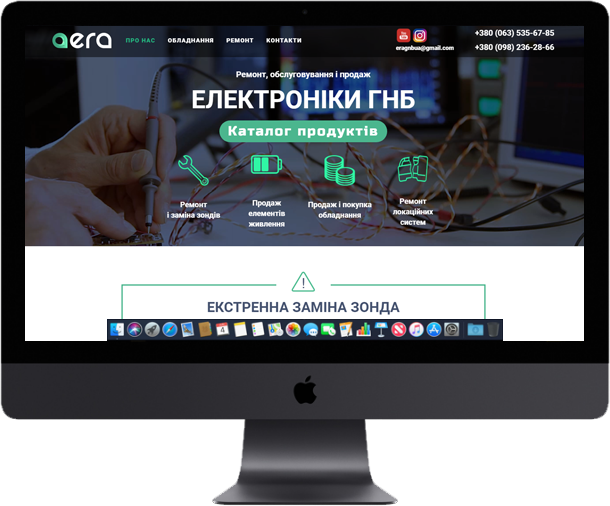 aera
ПРО НАС ОБЛАДНАННЯ РЕМОНТ КОНТАКТИ
+380 (063) 535-67-85
eragnbua@gmail.com
+380 (098) 236-28-66
Ремонт, обслуговування і продаж
ЕЛЕКТРОНІКИ ГНБ
Каталог продуктів
Ремонт
і заміна зондів
Продаж
елементів
живлення
Продаж і покупка
обладнання
Ремонт
локаційних
систем
ЕКСТРЕННА ЗАМІНА ЗОНДА